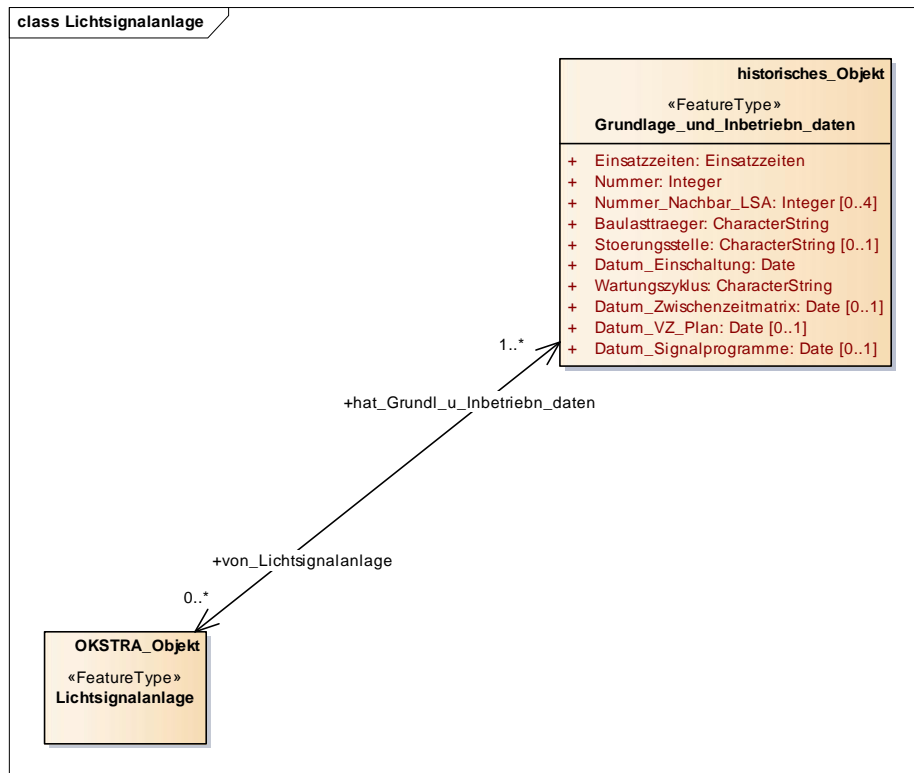 class Lichtsignalanlage
historisches_Objekt
«FeatureType»
Grundlage_und_Inbetriebn_daten
+ Einsatzzeiten: Einsatzzeiten
+ Nummer: Integer
+ Nummer_Nachbar_LSA: Integer [0..4]
+ Baulasttraeger: CharacterString
+ Stoerungsstelle: CharacterString [0..1]
+ Datum_Einschaltung: Date
+ Wartungszyklus: CharacterString
+ Datum_Zwischenzeitmatrix: Date [0..1]
+ Datum_VZ_Plan: Date [0..1]
+ Datum_Signalprogramme: Date [0..1]
1..*
+hat_Grundl_u_Inbetriebn_daten
+von_Lichtsignalanlage
0..*
OKSTRA_Objekt
«FeatureType»
Lichtsignalanlage